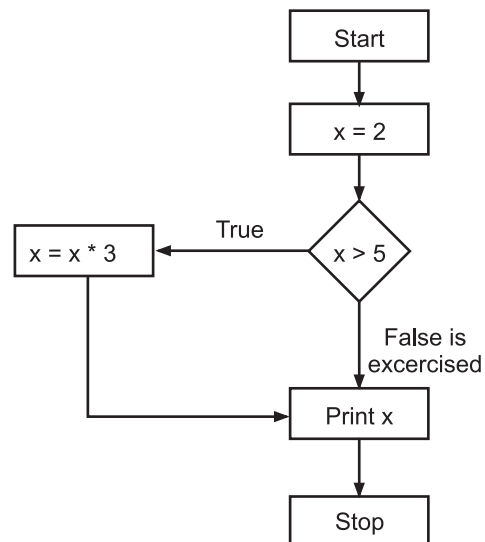 Start
x = 2
x > 5
True
x = x * 3
False is
excercised
Print x
Stop